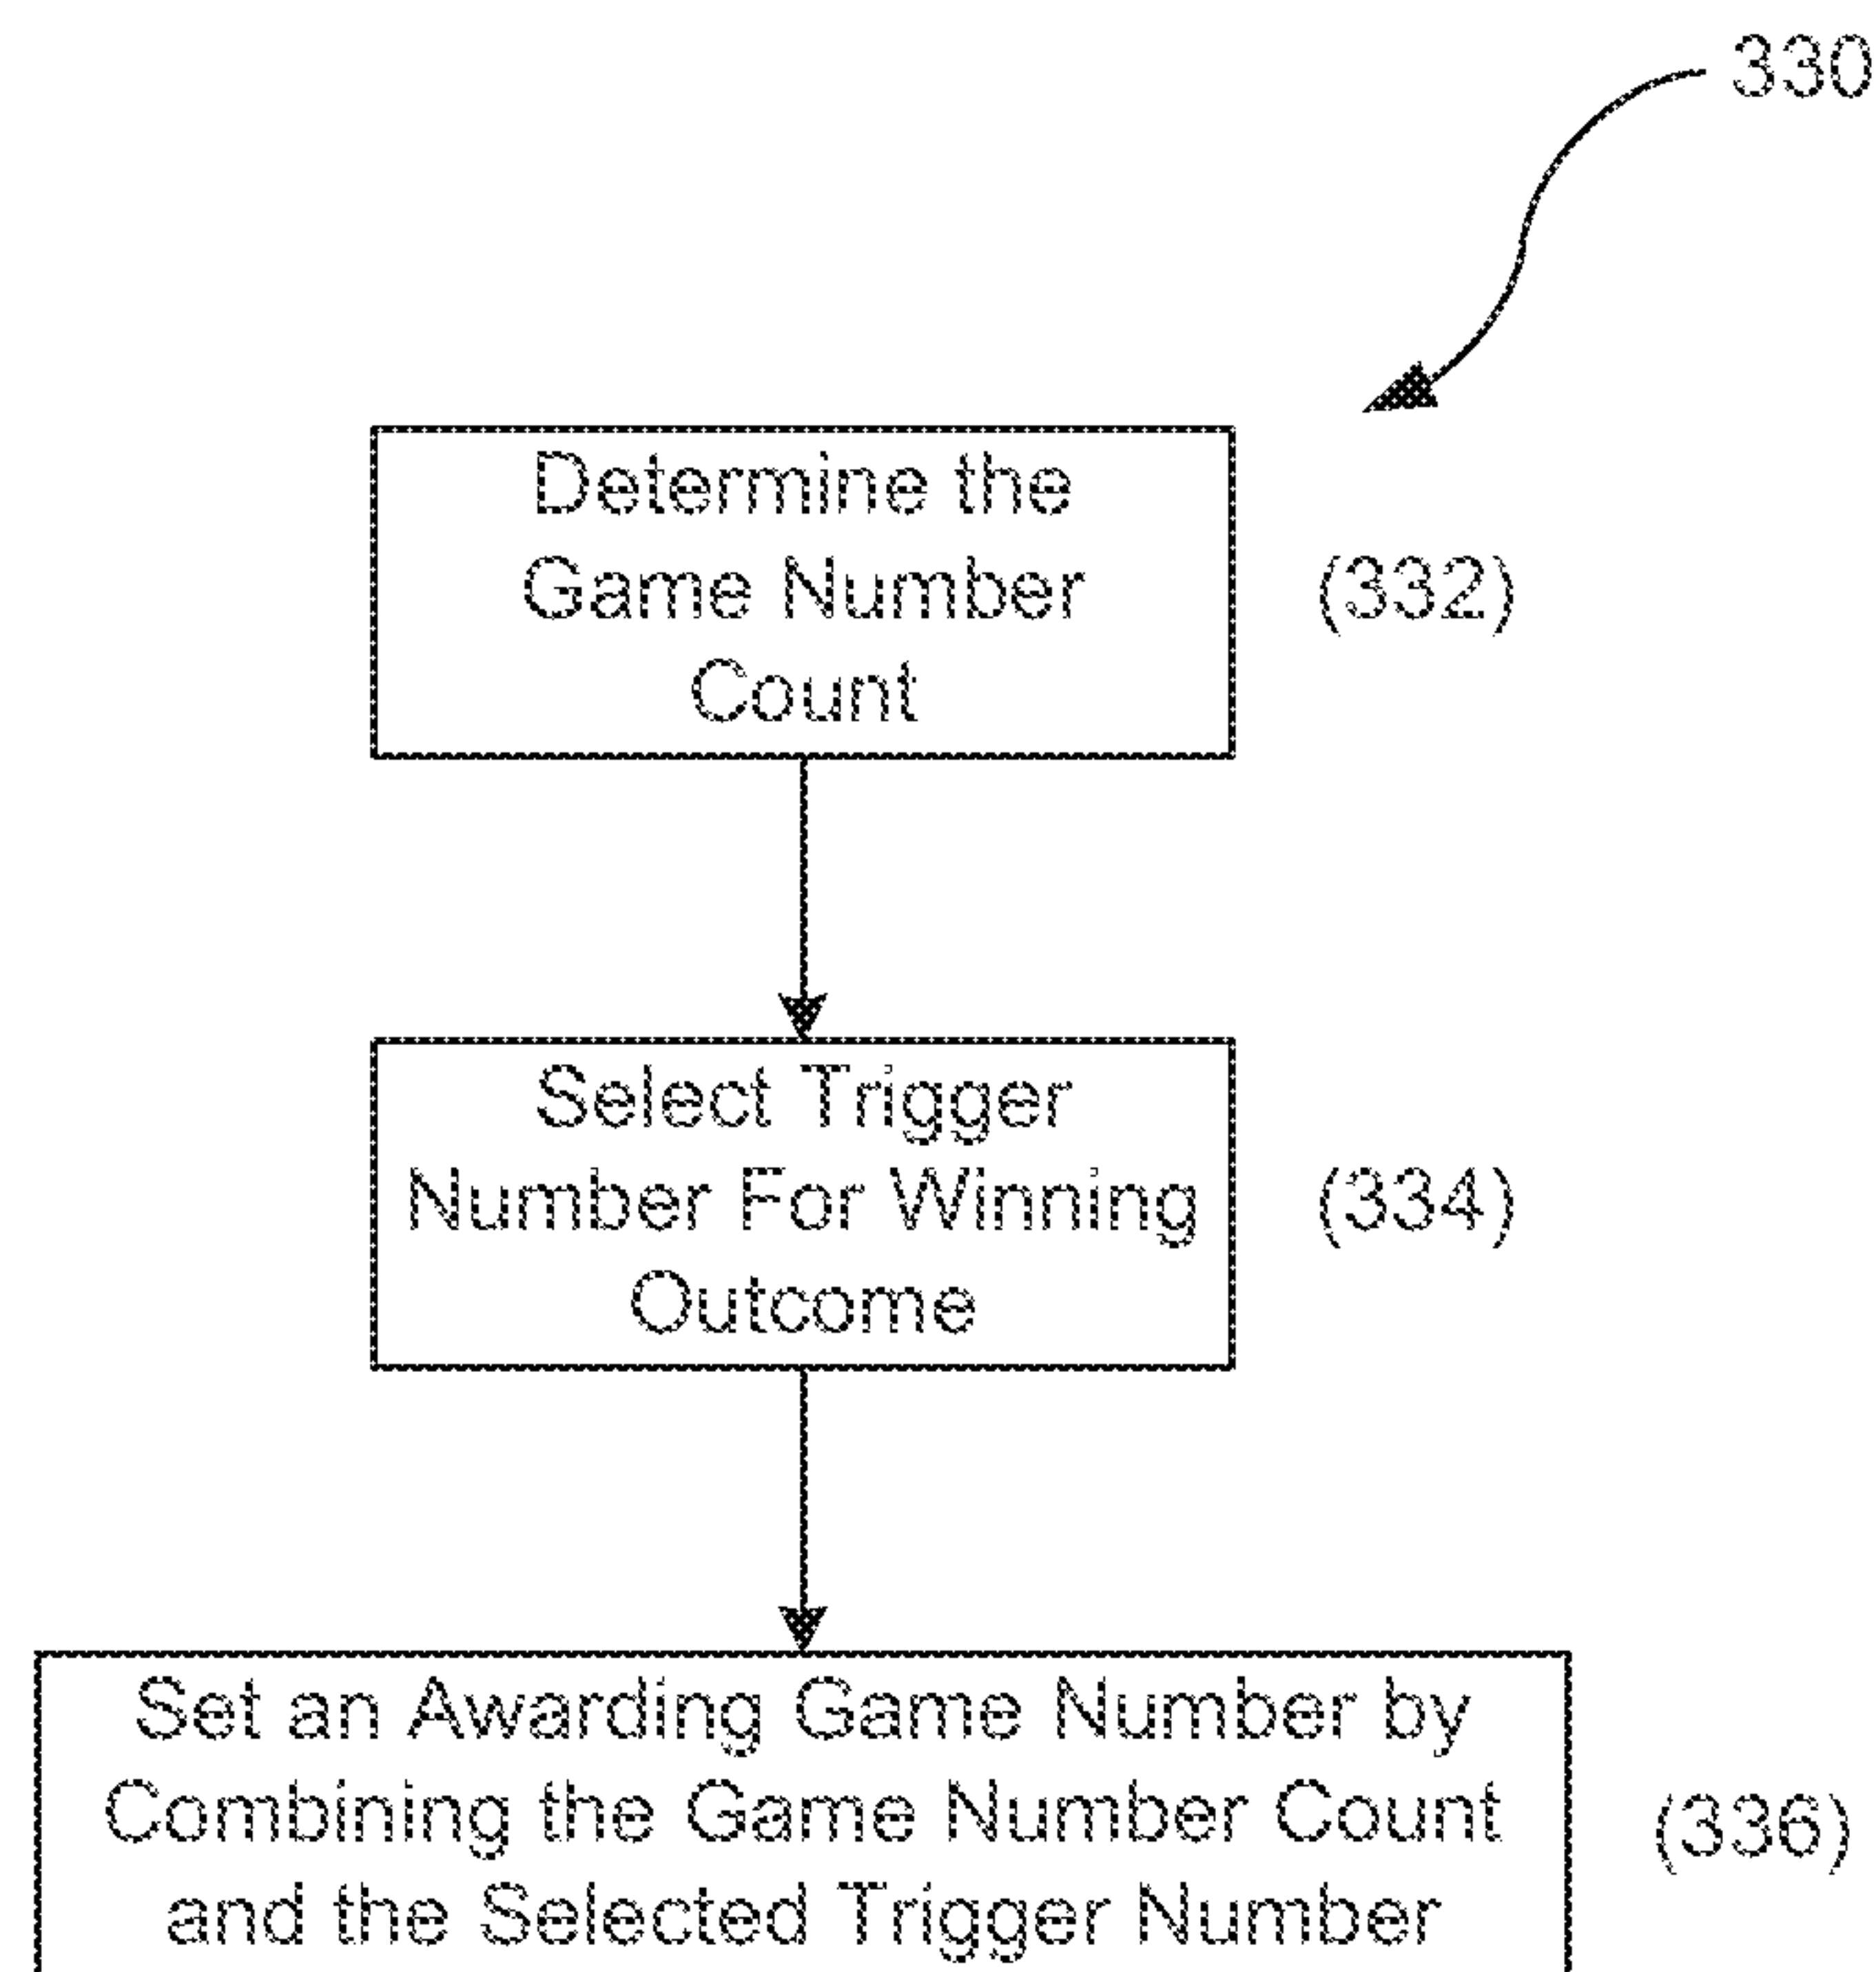 330
Determine the
Game Number
Count
(332)
Select Trigger
Number For Winning
Outcome
(334)
Set an Awarding Game Number by
Combining the Game Number Count
and the Selected Trigger Number
(336)